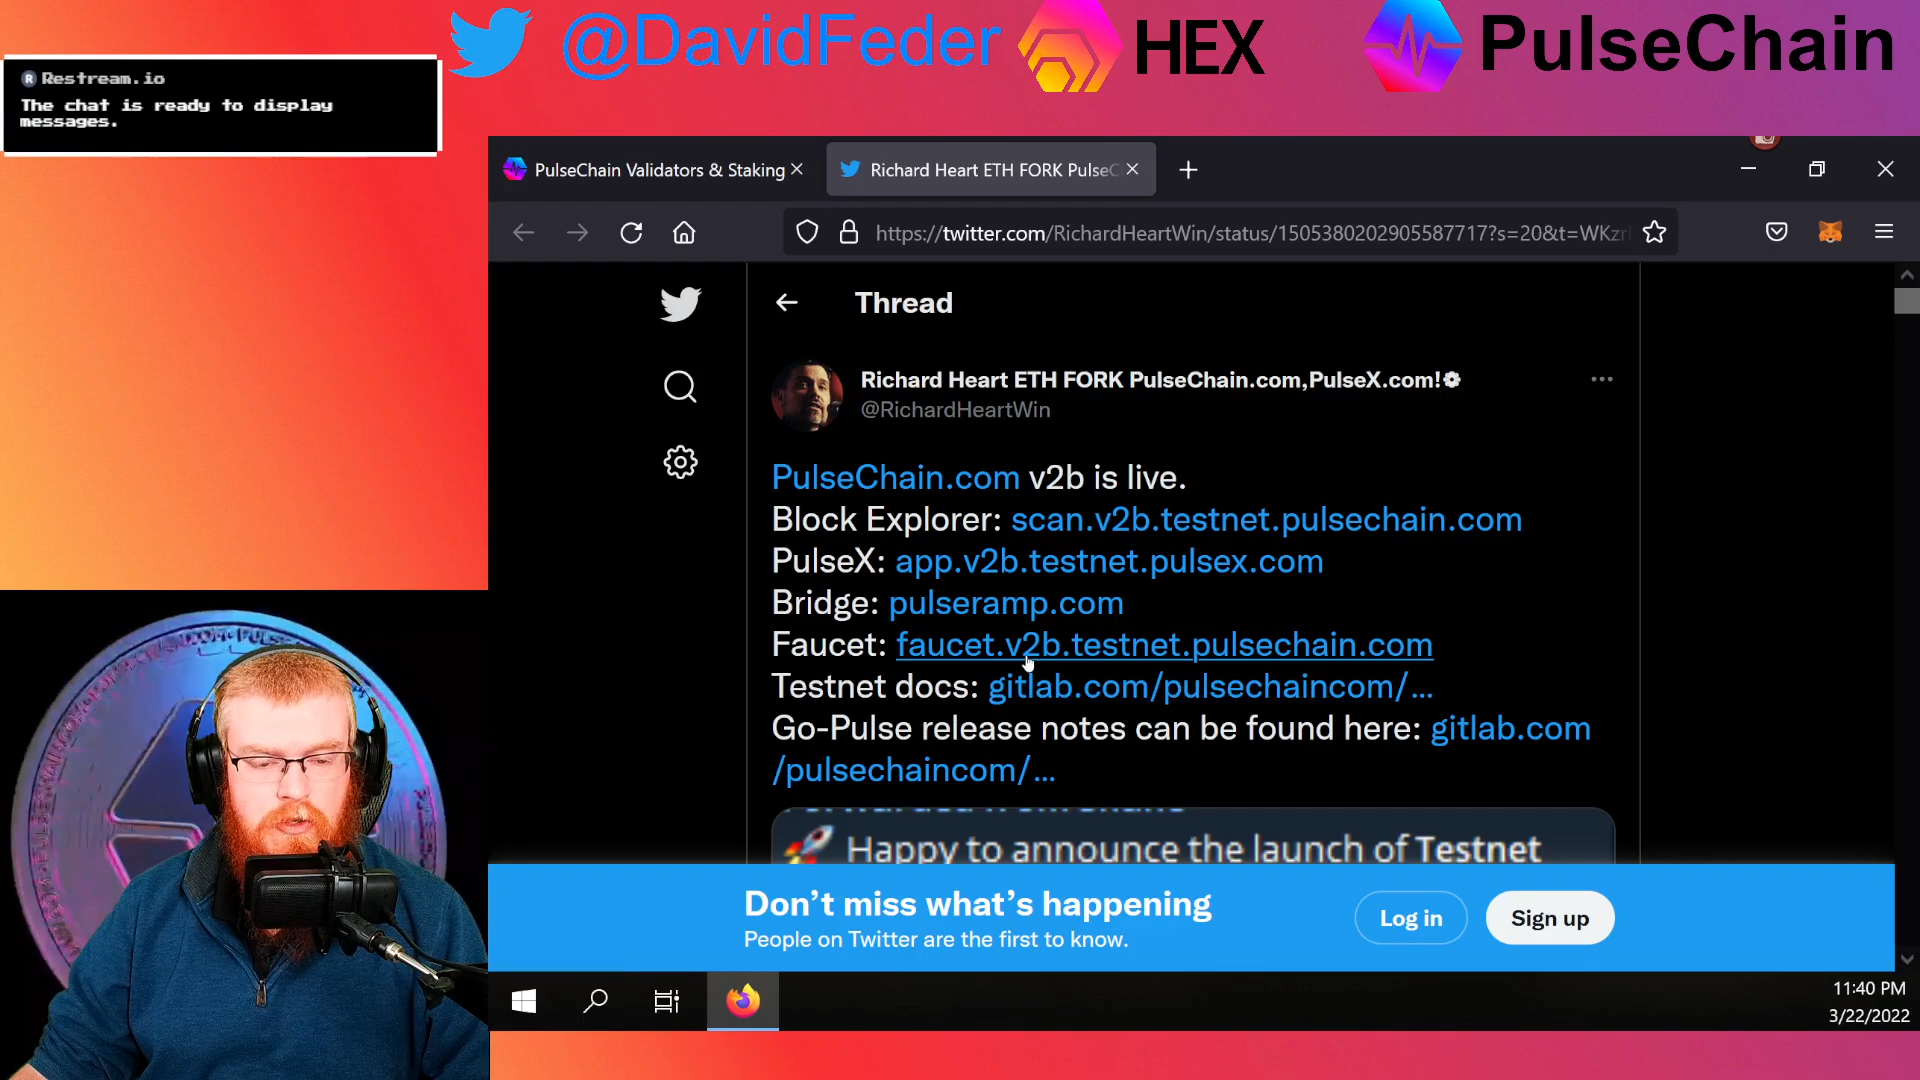 @DavidFeder HEX PulseChain
Restream.io
The chat is ready to display
messages.
PulseChain Validators & Staking
Richard Heart ETH FORK PulseC
https://twitter.com/RichardHeartWin/status/1505380202905587717?s=20&t=WKzr
Thread
Richard Heart ETH FORK PulseChain.com,PulseX.com!
@RichardHeartWin
PulseChain.com v2b is live.
Block Explorer: scan.v2b.testnet.pulsechain.com
PulseX: app.v2b.testnet.pulsex.com
Bridge: pulseramp.com
Faucet: faucet.v2b.testnet.pulsechain.com
Testnet docs: gitlab.com/pulsechaincom/…
Go-Pulse release notes can be found here: gitlab.com
/pulsechaincom/…
Happy to announce the launch of Testnet
Don't miss what's happening
People on Twitter are the first to know.
Log in
Sign up
11:40 PM
3/22/2022